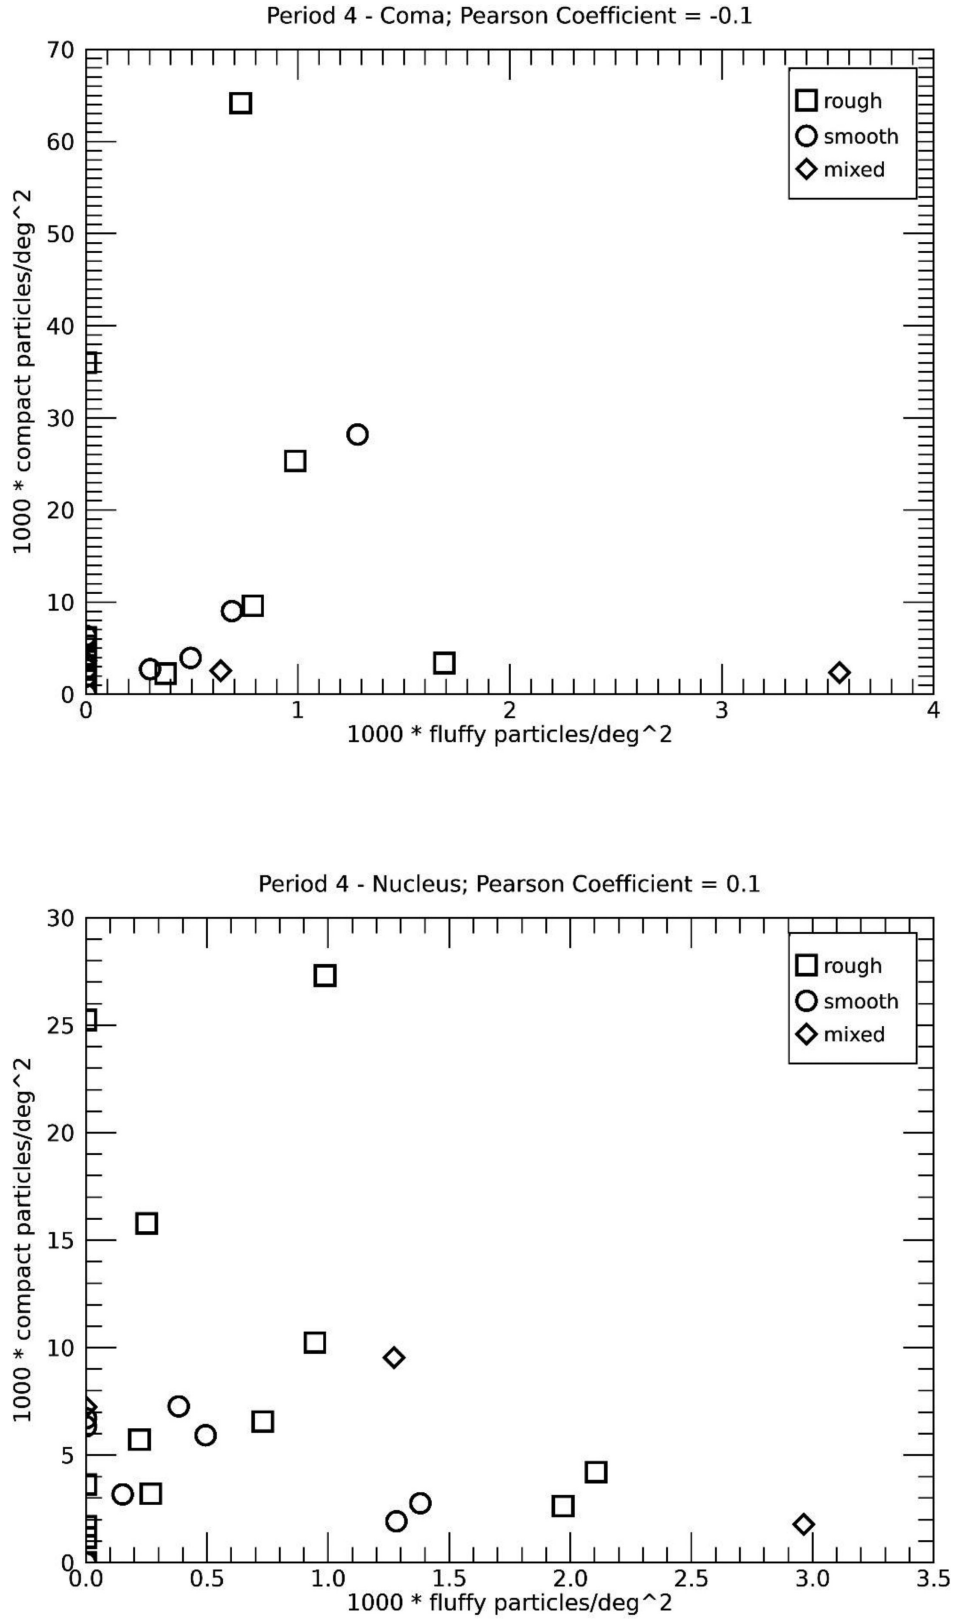 Period 4 - Coma; Pearson Coefficient = -0.1
70
60
50
40
30
20
10
0
1000 * compact particles/deg^2
rough
smooth
mixed
0 1 2 3 4
1000 * fluffy particles/deg^2
Period 4 - Nucleus; Pearson Coefficient = 0.1
30
25
20
15
10
5
0
1000 * compact particles/deg^2
rough
smooth
mixed
0.0 0.5 1.0 1.5 2.0 2.5 3.0 3.5
1000 * fluffy particles/deg^2